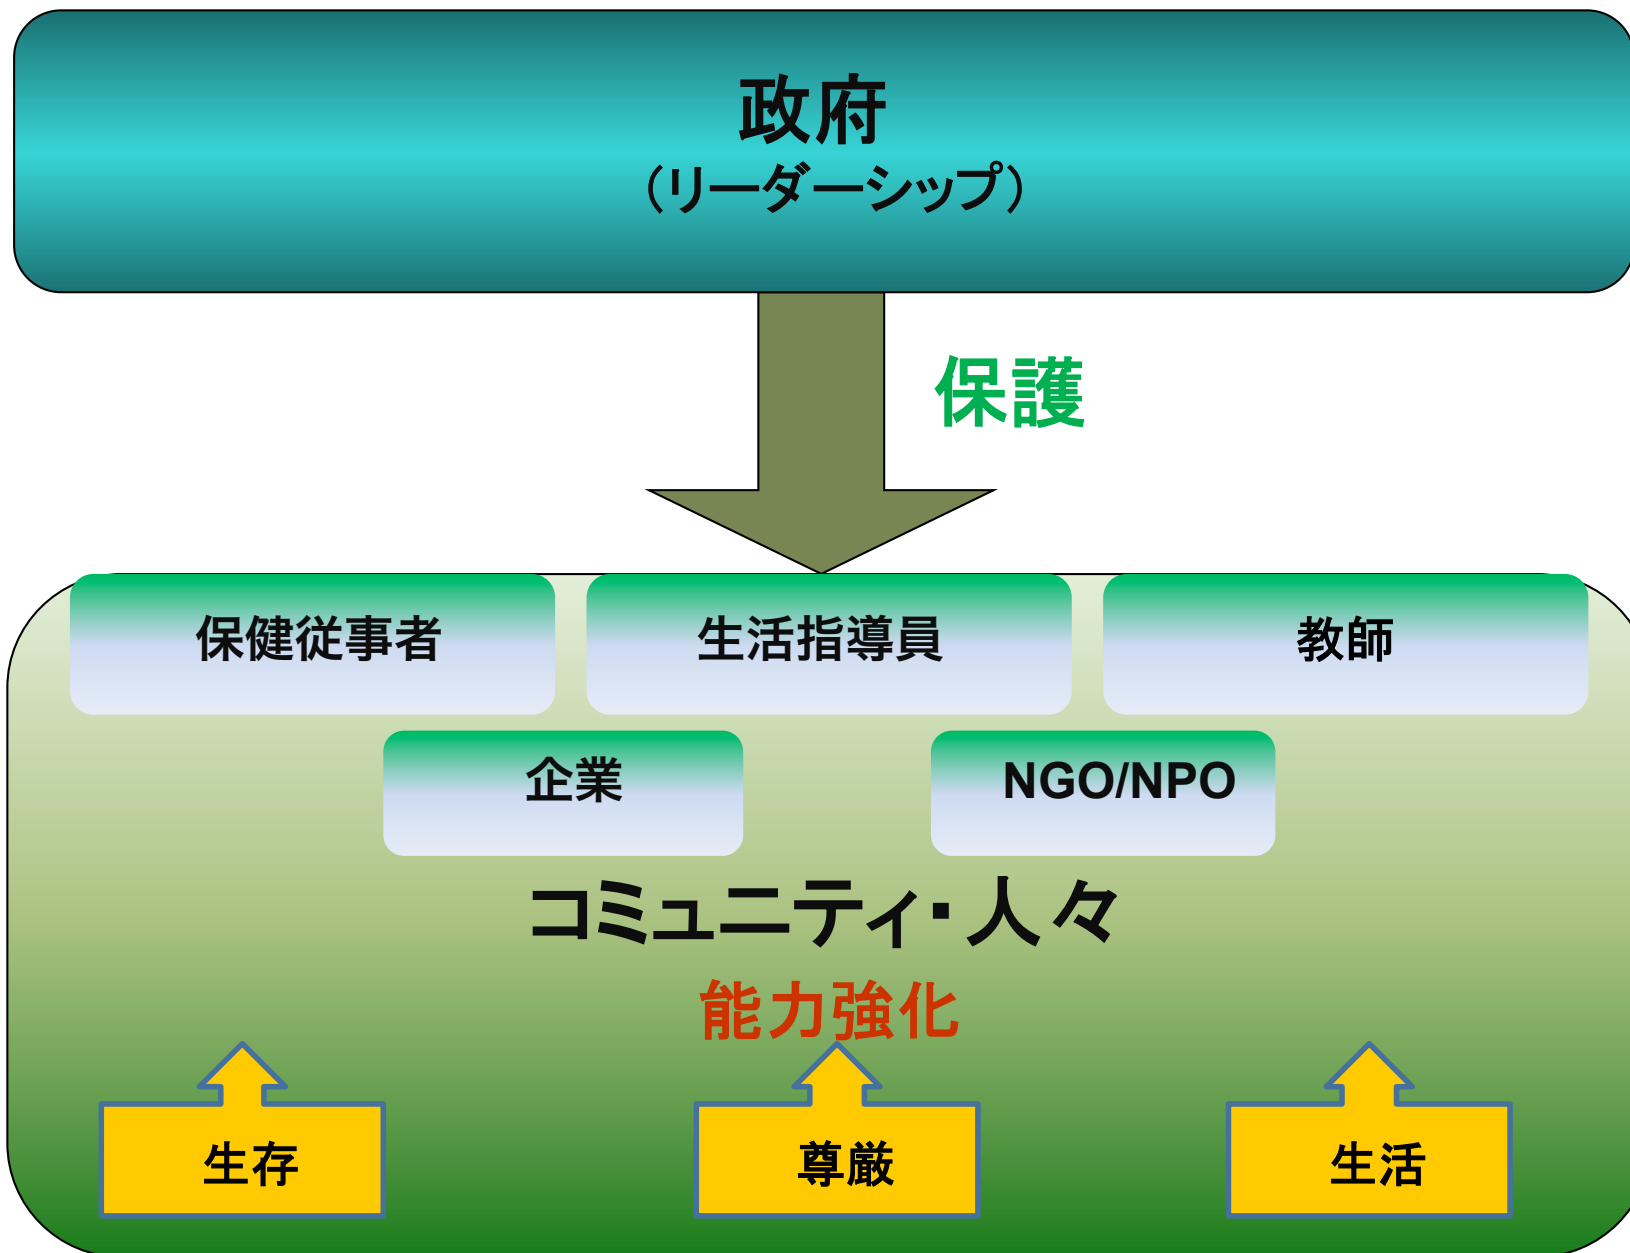 政府
（リーダーシップ）
保護
保健従事者
生活指導員
教師
企業
NGO/NPO
コミュニティ・人々
能力強化
生存
尊厳
生活